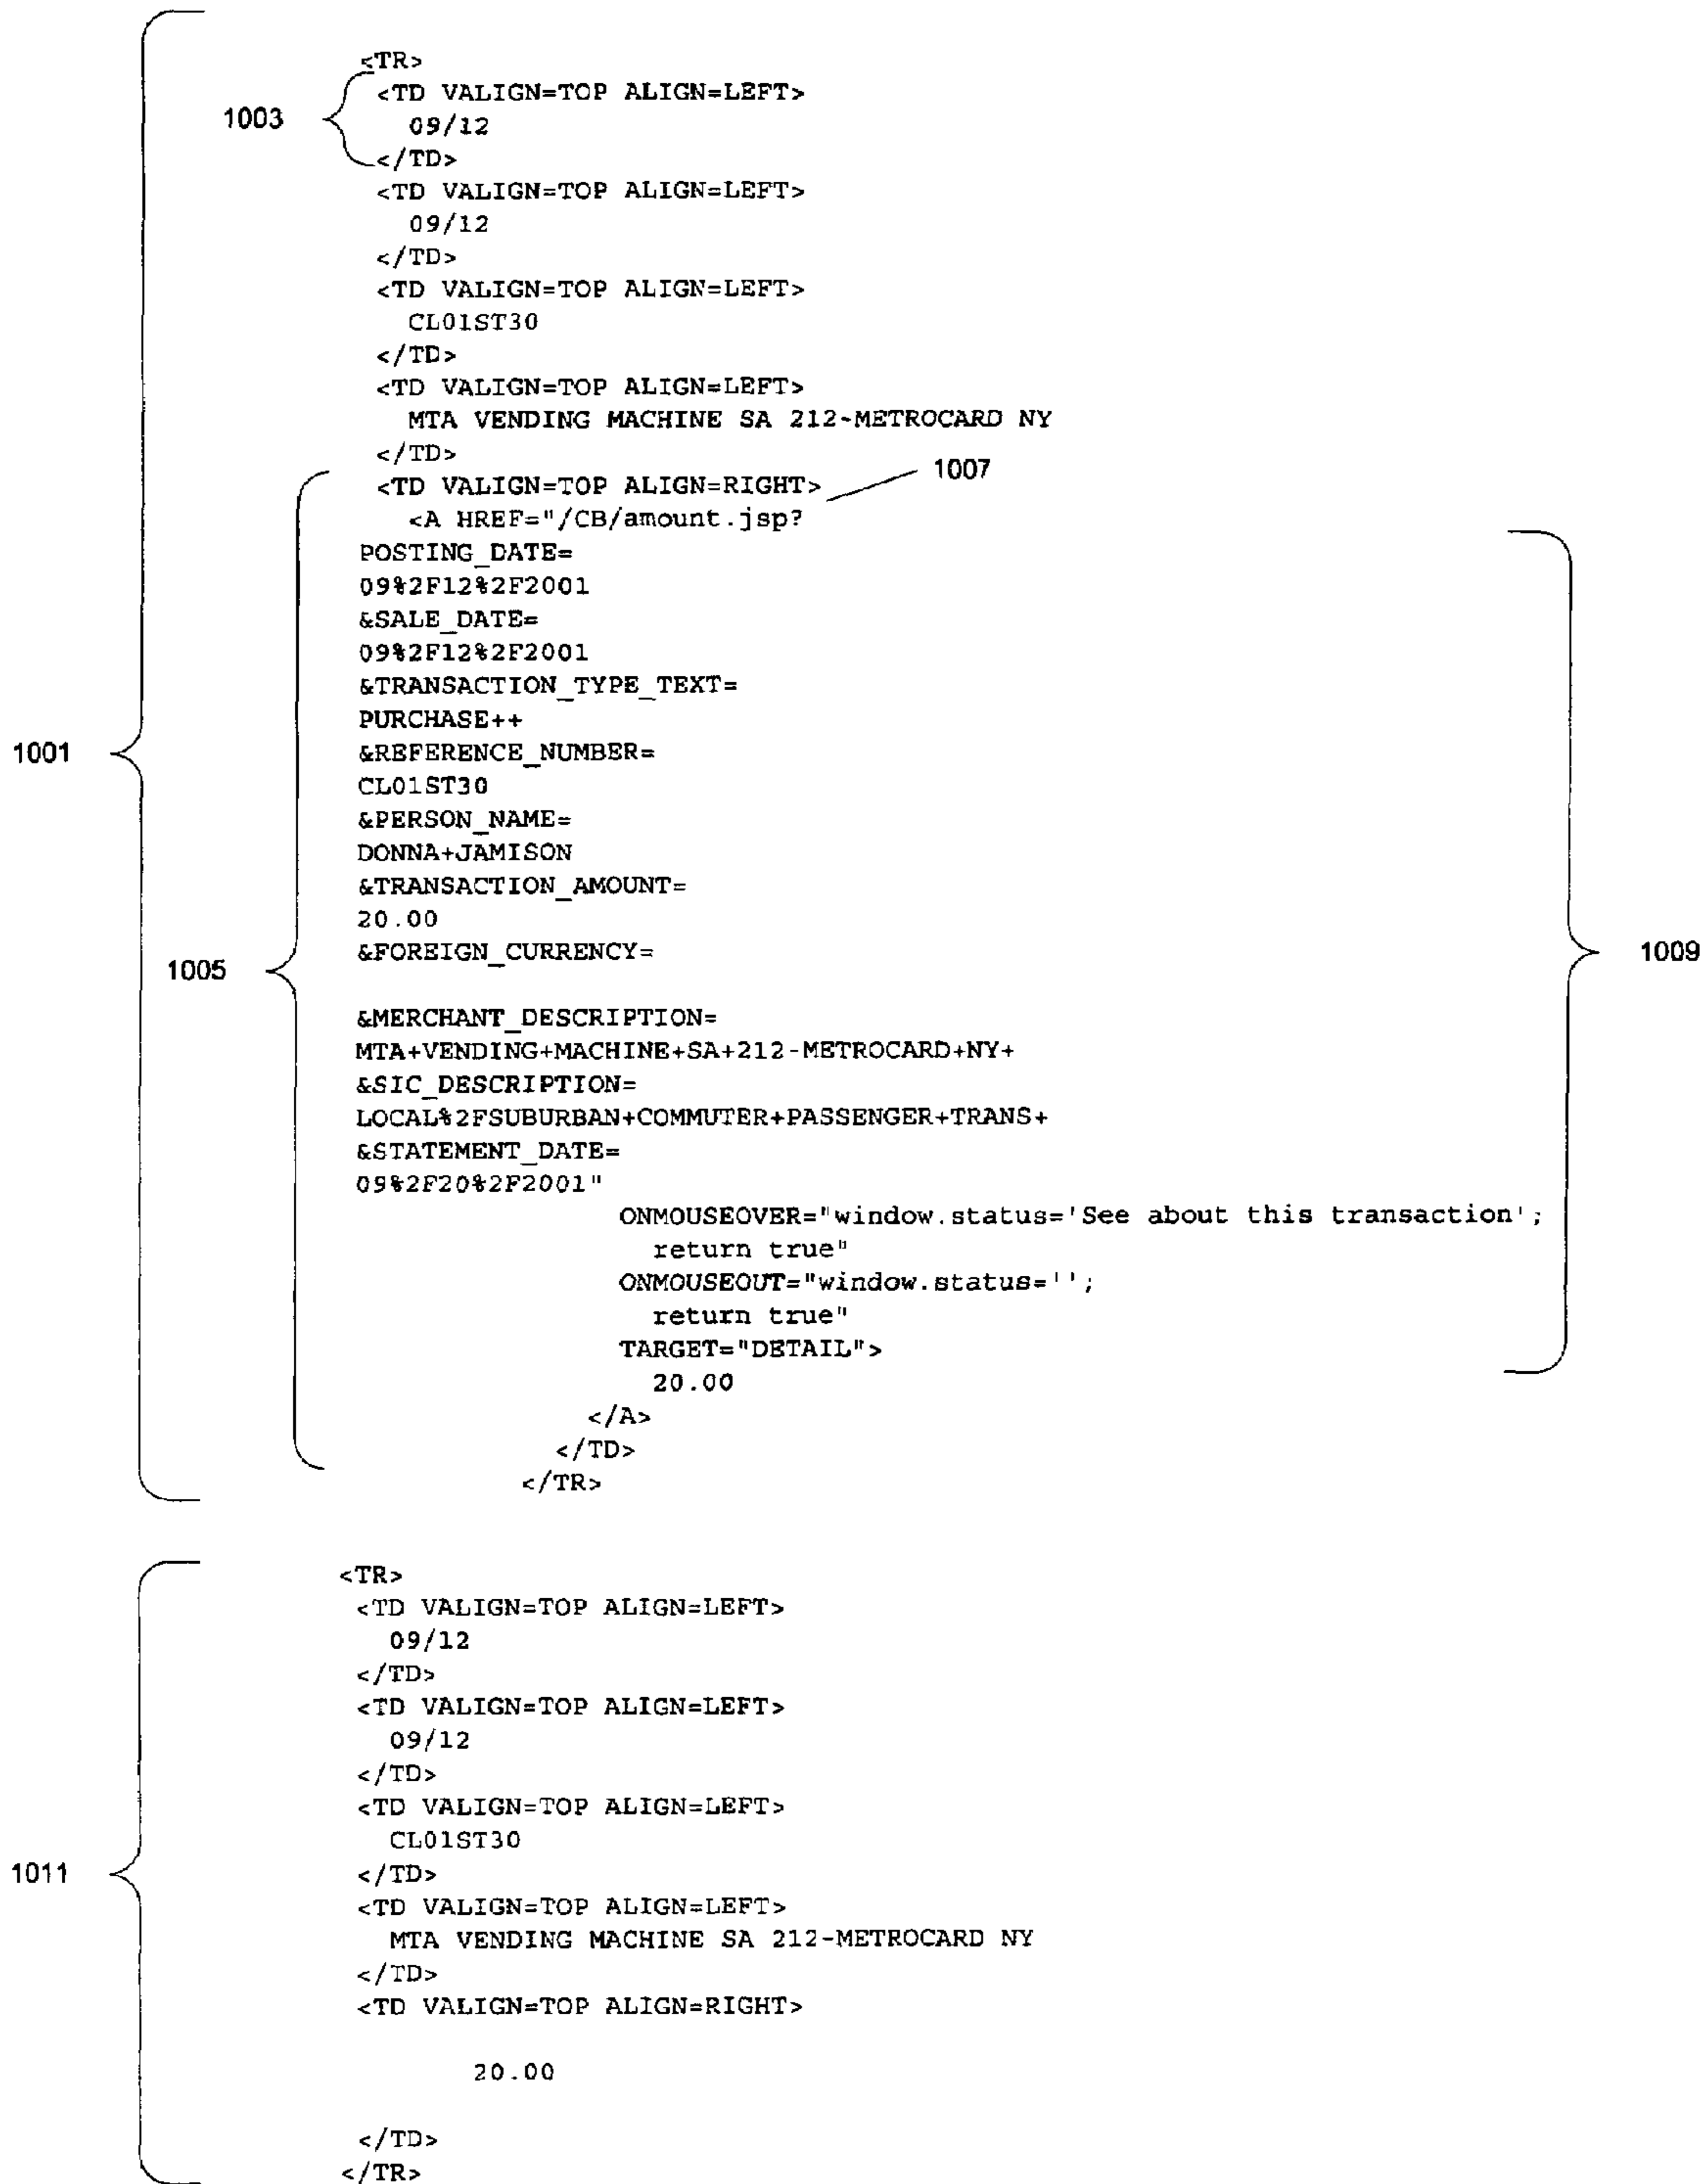 <TR>
<TD VALIGN=TOP ALIGN=LEFT>
1003
09/12
</TD>
<TD VALIGN=TOP ALIGN=LEFT>
09/12
</TD>
<TD VALIGN=TOP ALIGN=LEFT>
CL01ST30
</TD>
<TD VALIGN=TOP ALIGN=LEFT>
MTA VENDING MACHINE SA 212-METROCARD NY
</TD>
1007
<TD VALIGN=TOP ALIGN=RIGHT>
<A HREF="/CB/amount.jsp?
POSTING_DATE=
09%2F12%2F2001
&SALE_DATE=
09%2F12%2F2001
&TRANSACTION_TYPE_TEXT=
PURCHASE++
1001
&REFERENCE_NUMBER=
CL01ST30
&PERSON_NAME=
DONNA+JAMISON
&TRANSACTION_AMOUNT=
20.00
&FOREIGN_CURRENCY=
1009
1005
&MERCHANT_DESCRIPTION=
MTA+VENDING+MACHINE+SA+212-METROCARD+NY+
&SIC_DESCRIPTION=
LOCAL%2FSUBURBAN+COMMUTER+PASSENGER+TRANS+
&STATEMENT_DATE=
09%2F20%2F2001"
ONMOUSEOVER="window.status='See about this transaction';
return true"
ONMOUSEOUT="window.status='';
return true"
TARGET="DETAIL">
20.00
</A>
</TD>
</TR>
<TR>
<TD VALIGN=TOP ALIGN=LEFT>
09/12
</TD>
<TD VALIGN=TOP ALIGN=LEFT>
09/12
</TD>
<TD VALIGN=TOP ALIGN=LEFT>
CL01ST30
1011
</TD>
<TD VALIGN=TOP ALIGN=LEFT>
MTA VENDING MACHINE SA 212-METROCARD NY
</TD>
<TD VALIGN=TOP ALIGN=RIGHT>
20.00
</TD>
</TR>